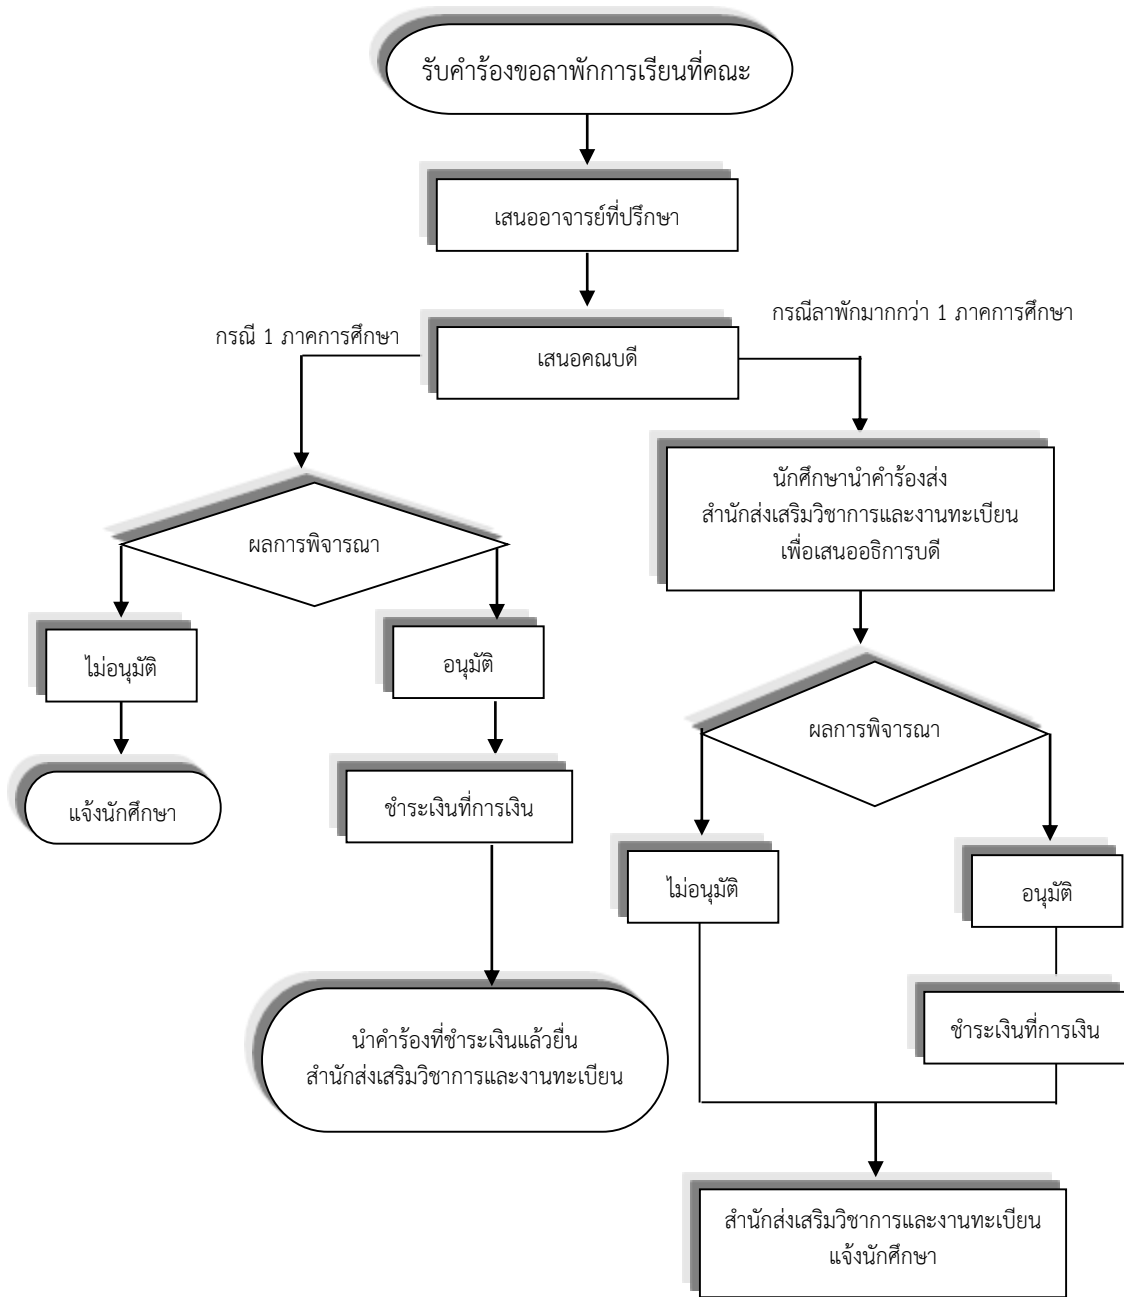 รับคำร้องขอลาพักการเรียนที่คณะ
เสนออาจารย์ที่ปรึกษา
กรณี 1 ภาคการศึกษา
เสนอคณบดี
กรณีลาพักมากกว่า 1 ภาคการศึกษา
ผลการพิจารณา
ไม่อนุมัติ
แจ้งนักศึกษา
อนุมัติ
ชำระเงินที่การเงิน
นำคำร้องที่ชำระเงินแล้วยื่น
สำนักส่งเสริมวิชาการและงานทะเบียน
นักศึกษานำคำร้องส่ง
สำนักส่งเสริมวิชาการและงานทะเบียน
เพื่อเสนออธิการบดี
ผลการพิจารณา
ไม่อนุมัติ
อนุมัติ
ชำระเงินที่การเงิน
สำนักส่งเสริมวิชาการและงานทะเบียน
แจ้งนักศึกษา